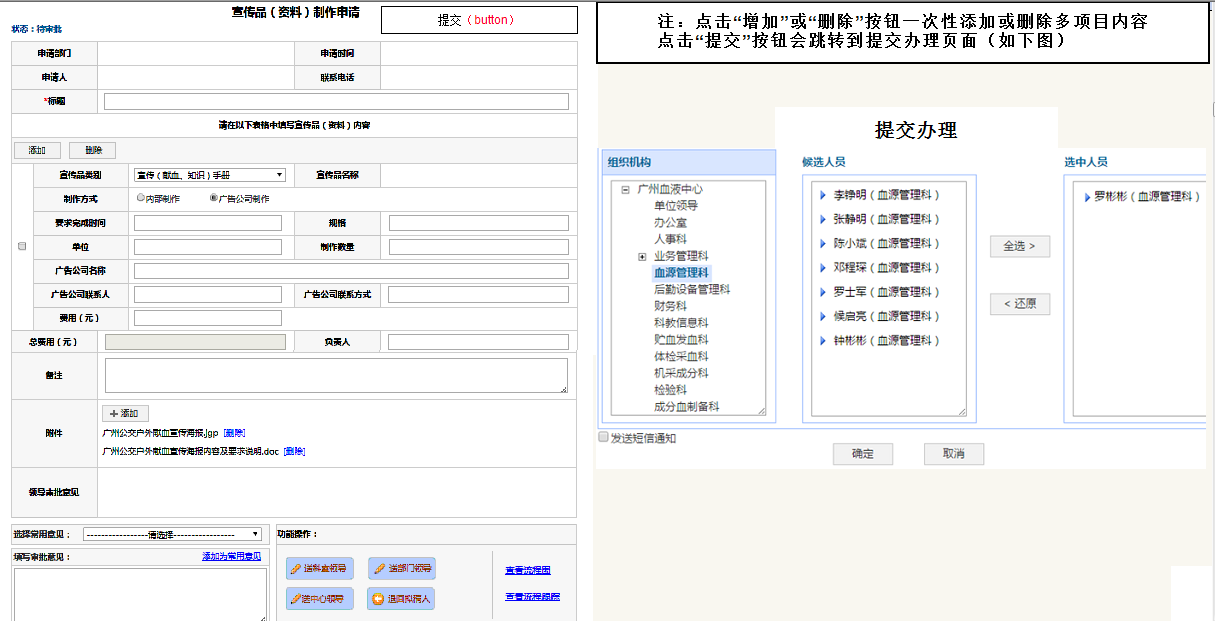 宣传品（资料）制作申请
提交（button）
状态：待审批
申请部门
申请时间
申请人
联系电话
*标题
请在以下表格中填写宣传品（资料）内容
添加
删除
宣传品类别
宣传（献血、知识）手册
宣传品名称
制作方式
内部制作
广告公司制作
要求完成时间
规格
单位
制作数量
广告公司名称
广告公司联系人
广告公司联系方式
费用（元）
总费用（元）
负责人
备注
附件
添加
广州公交户外献血宣传海报.jgp [删除]
广州公交户外献血宣传海报内容及要求说明.doc [删除]
领导审批意见
选择常用意见：
-----------------请选择-----------------
填写审批意见：
添加为常用意见
功能操作：
送科室领导
送部门领导
送中心领导
退回拟稿人
查看流程图
查看流程跟踪
注：点击“增加”或“删除”按钮一次性添加或删除多项目内容
点击“提交”按钮会跳转到提交办理页面（如下图）
提交办理
组织机构
广州血液中心
单位领导
办公室
人事科
业务管理科
血源管理科
后勤设备管理科
财务科
科教信息科
贮血发血科
体检采血科
机采成分科
检验科
成分血制备科
候选人员
李铮明（血源管理科）
张静明（血源管理科）
陈小斌（血源管理科）
邓程琛（血源管理科）
罗士军（血源管理科）
候启亮（血源管理科）
钟彬彬（血源管理科）
全选 >
< 还原
选中人员
罗彬彬（血源管理科）
发送短信通知
确定
取消